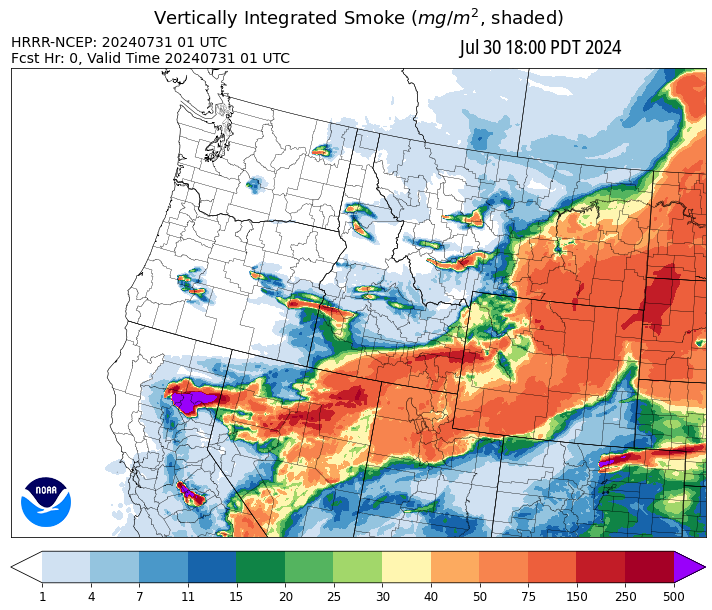 Vertically Integrated Smoke (mg/m², shaded)
HRRR-NCEP: 20240731 01 UTC
Fcst Hr: 0, Valid Time 20240731 01 UTC
Jul 30 18:00 PDT 2024
NOAA
1 4 7 11 15 20 25 30 40 50 75 150 250 500